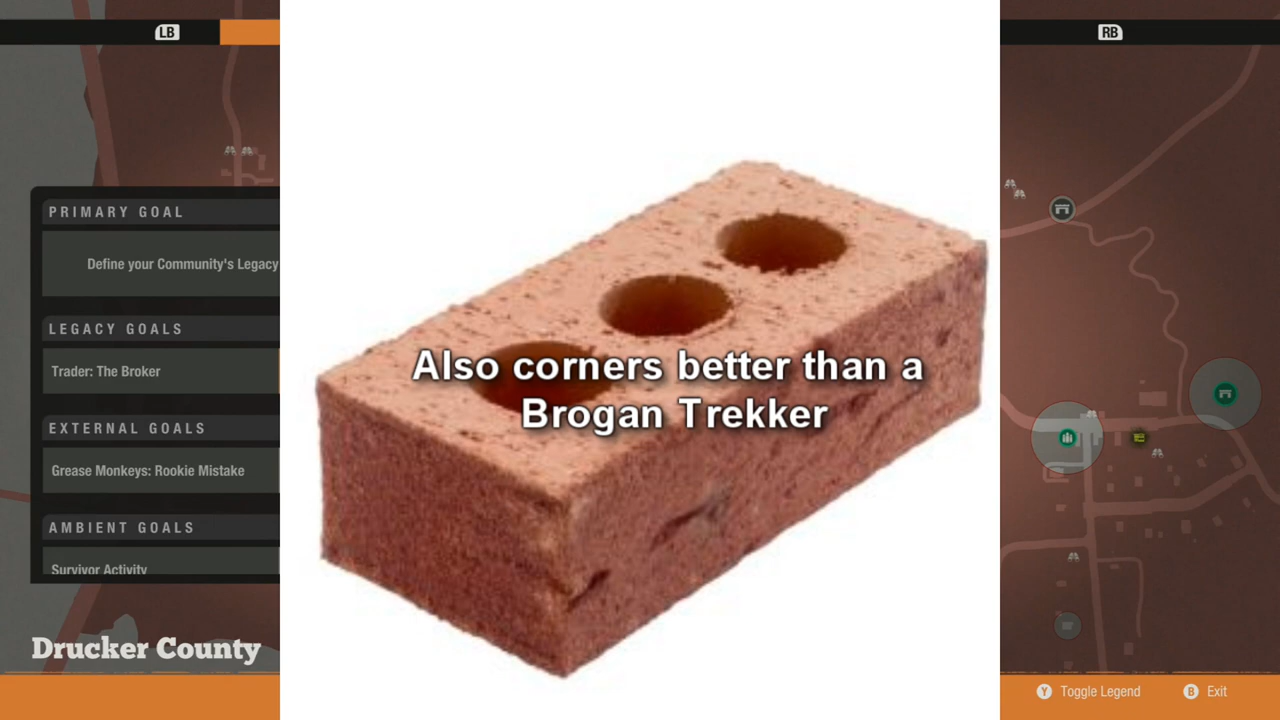 LB
RB
PRIMARY GOAL
Define your Community's Legacy
LEGACY GOALS
Trader: The Broker
EXTERNAL GOALS
Grease Monkeys: Rookie Mistake
AMBIENT GOALS
Survivor Activity
Also corners better than a
Brogan Trekker
Drucker County
Y Toggle Legend
B Exit